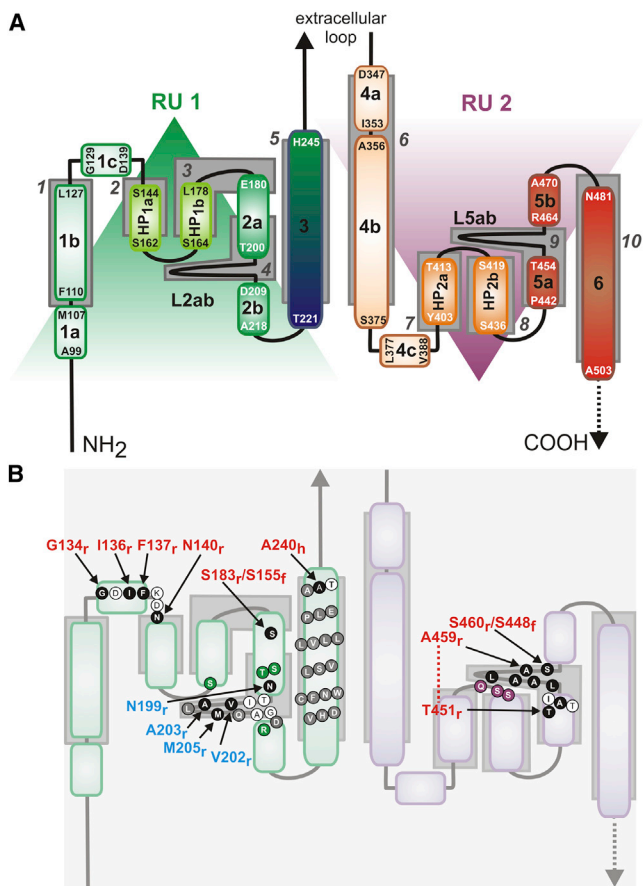 A
extracellular
loop
RU 1
RU 2
D347
4a
I353
A356
4b
S375
5
6
H245
3
T221
G129
1c
D139
1
L127
1b
F110
M107
1a
A99
2
S144
HP1a
S162
L178
HP1b
S164
3
E180
2a
T200
4
L2ab
D209
2b
A218
L377
4c
V388
7
T413
HP2a
Y403
S419
HP2b
S436
8
L5ab
9
A470
5b
R464
T454
5a
P442
N481
6
A503
10
NH2
COOH
B
G134r
I136r
F137r
N140r
A240h
S183r/S155f
S460r/S448f
A459r
T451r
N199r
A203r
M205r
V202r
G D I F K
D
N
S
T S
N
S
L A V I T
M Q A G D
R
A A T
P L E
L V L L
L S V
C F N W
V H D
A S
L A A L
Q S S
I A T
T